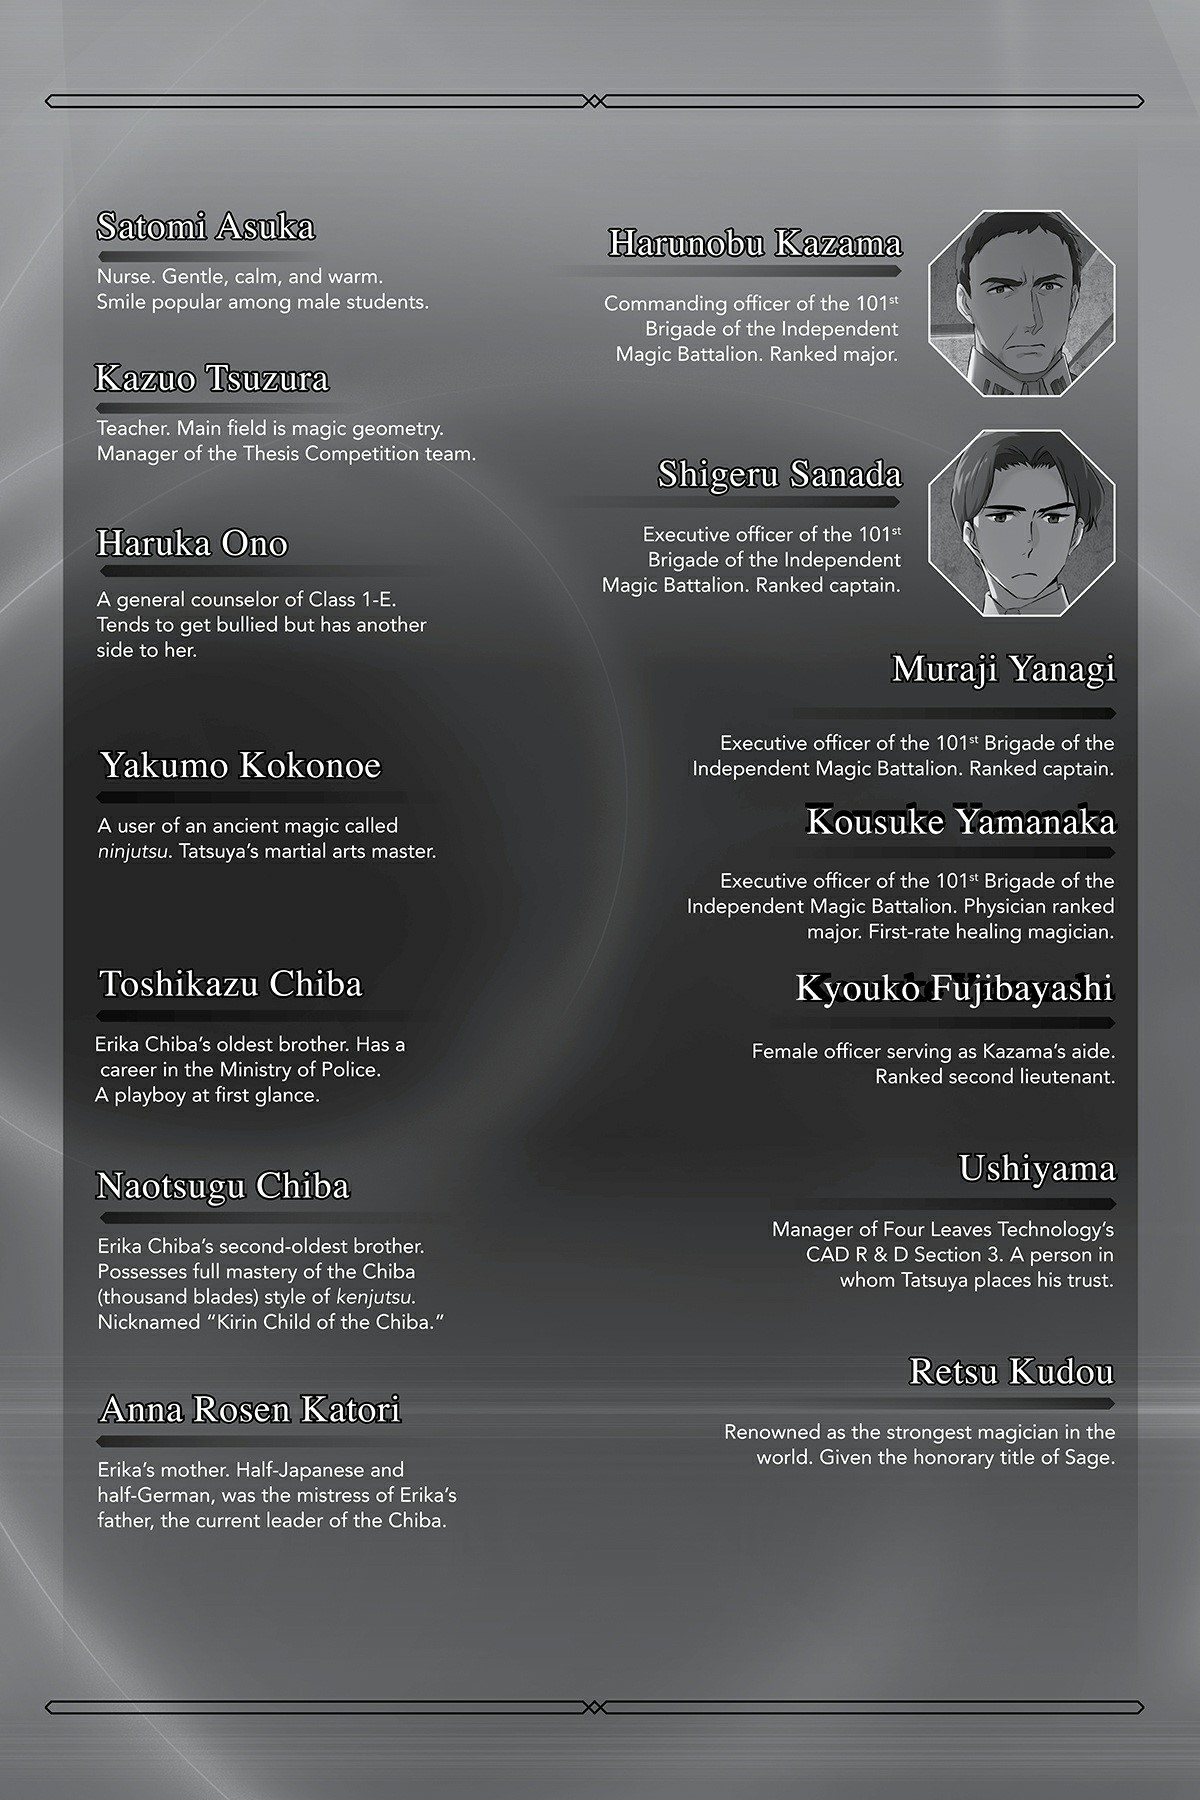 Satomi Asuka
Nurse. Gentle, calm, and warm.
Smile popular among male students.
Kazuo Tsuzura
Teacher. Main field is magic geometry.
Manager of the Thesis Competition team.
Haruka Ono
A general counselor of Class 1-E.
Tends to get bullied but has another
side to her.
Yakumo Kokonoe
A user of an ancient magic called
ninjutsu. Tatsuya’s martial arts master.
Toshikazu Chiba
Erika Chiba’s oldest brother. Has a
career in the Ministry of Police.
A playboy at first glance.
Naotsugu Chiba
Erika Chiba’s second-oldest brother.
Possesses full mastery of the Chiba
(thousand blades) style of kenjutsu.
Nicknamed “Kirin Child of the Chiba.”
Anna Rosen Katori
Erika’s mother. Half-Japanese and
half-German, was the mistress of Erika’s
father, the current leader of the Chiba.
Harunobu Kazama
Commanding officer of the 101st
Brigade of the Independent
Magic Battalion. Ranked major.
Shigeru Sanada
Executive officer of the 101st
Brigade of the Independent
Magic Battalion. Ranked captain.
Muraji Yanagi
Executive officer of the 101st Brigade of the
Independent Magic Battalion. Ranked captain.
Kousuke Yamanaka
Executive officer of the 101st Brigade of the
Independent Magic Battalion. Physician ranked
major. First-rate healing magician.
Kyouko Fujibayashi
Female officer serving as Kazama’s aide.
Ranked second lieutenant.
Ushiyama
Manager of Four Leaves Technology’s
CAD R & D Section 3. A person in
whom Tatsuya places his trust.
Retsu Kudou
Renowned as the strongest magician in the
world. Given the honorary title of Sage.